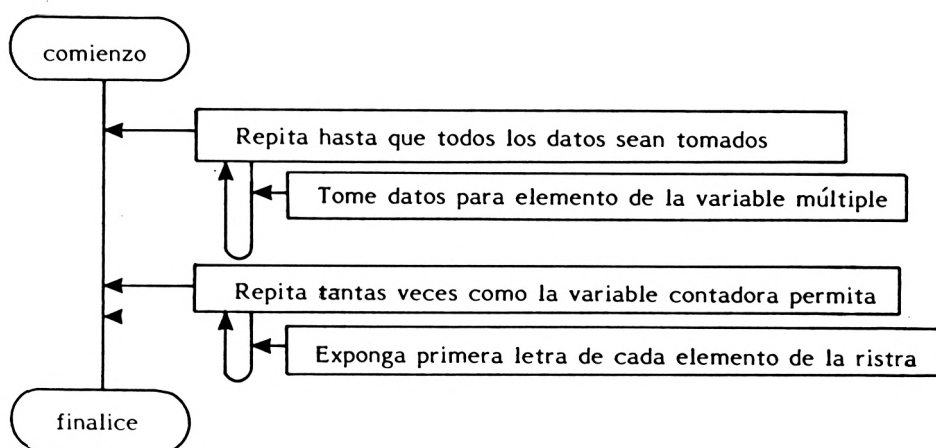 comienzo
Repita hasta que todos los datos sean tomados
Tome datos para elemento de la variable múltiple
Repita tantas veces como la variable contadora permita
Exponga primera letra de cada elemento de la ristra
finalice